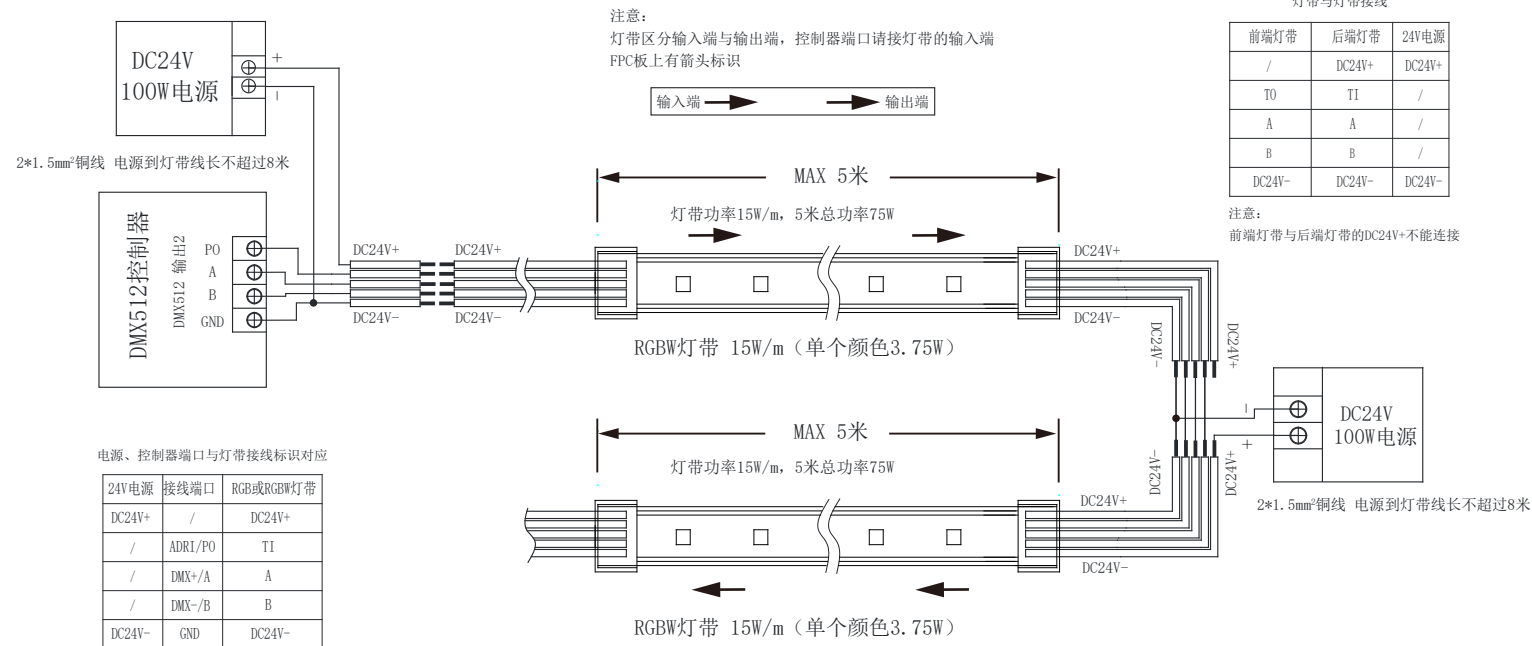 注意：
灯带区分输入端与输出端，控制器端口请接灯带的输入端
FPC板上有箭头标识
输入端
输出端
DC24V
100W电源
+
-
2*1.5mm²铜线 电源到灯带线长不超过8米
DMX512控制器
DMX512 输出2
PO
A
B
GND
DC24V+
DC24V+
DC24V-
DC24V-
MAX 5米
灯带功率15W/m，5米总功率75W
RGBW灯带 15W/m（单个颜色3.75W）
DC24V+
DC24V-
DC24V-
DC24V+
灯带与灯带接线
前端灯带 后端灯带 24V电源
/ DC24V+ DC24V+
TO TI /
A A /
B B /
DC24V- DC24V- DC24V-
注意：
前端灯带与后端灯带的DC24V+不能连接
-
+
DC24V
100W电源
2*1.5mm²铜线 电源到灯带线长不超过8米
DC24V-
DC24V+
MAX 5米
灯带功率15W/m，5米总功率75W
DC24V+
DC24V-
RGBW灯带 15W/m（单个颜色3.75W）
电源、控制器端口与灯带接线标识对应
24V电源 接线端口 RGB或RGBW灯带
DC24V+ / DC24V+
/ ADRI/PO TI
/ DMX+/A A
/ DMX-/B B
DC24V- GND DC24V-